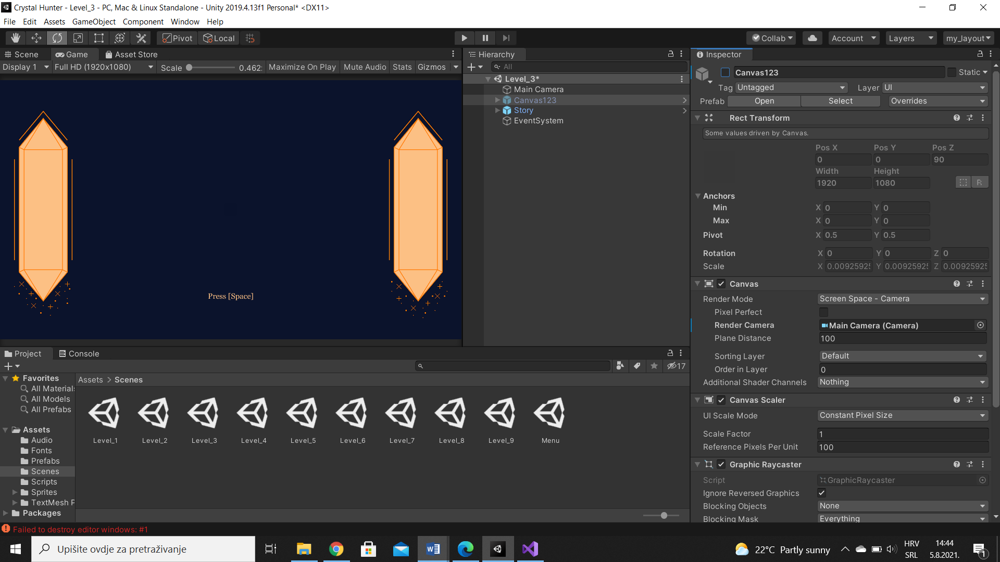 Crystal Hunter - Level_3 - PC, Mac & Linux Standalone - Unity 2019.4.13f1 Personal* <DX11>
File Edit Assets GameObject Component Window Help
Pivot Local Collab Account Layers my_layout
Scene Game Asset Store
Display 1 Full HD (1920x1080) Scale 0.462 Maximize On Play Mute Audio Stats Gizmos
Press [Space]
Hierarchy
All
Level_3*
Main Camera
Canvas123
Story
EventSystem
Inspector
Canvas123 Static
Tag Untagged Layer UI
Prefab Open Select Overrides
Rect Transform
Some values driven by Canvas.
Pos X Pos Y Pos Z
0 0 90
Width Height
1920 1080 R
Anchors
Min X 0 Y 0
Max X 0 Y 0
Pivot X 0.5 Y 0.5
Rotation X 0 Y 0 Z 0
Scale X 0.0092592 Y 0.0092592 Z 0.0092592
Canvas
Render Mode Screen Space - Camera
Pixel Perfect
Render Camera Main Camera (Camera)
Plane Distance 100
Sorting Layer Default
Order in Layer 0
Additional Shader Channels Nothing
Canvas Scaler
UI Scale Mode Constant Pixel Size
Scale Factor 1
Reference Pixels Per Unit 100
Graphic Raycaster
Script GraphicRaycaster
Ignore Reversed Graphics
Blocking Objects None
Blocking Mask Everything
Project Console
17
Favorites
All Materials
All Models
All Prefabs
Assets
Audio
Fonts
Prefabs
Scenes
Scripts
Sprites
TextMesh P
Packages
Assets > Scenes
Level_1 Level_2 Level_3 Level_4 Level_5 Level_6 Level_7 Level_8 Level_9 Menu
Failed to destroy editor windows: #1
Upišite ovdje za pretraživanje
22°C Partly sunny
HRV
SRL
14:44
5.8.2021.
1